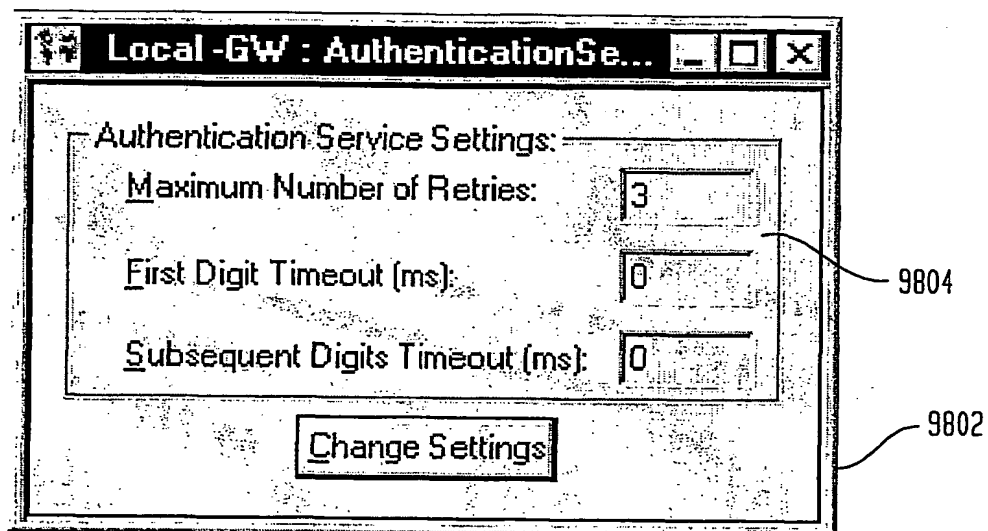 Local-GW : AuthenticationSe...
Authentication Service Settings:
Maximum Number of Retries: 3
First Digit Timeout (ms): 0
Subsequent Digits Timeout (ms): 0
Change Settings
9804
9802